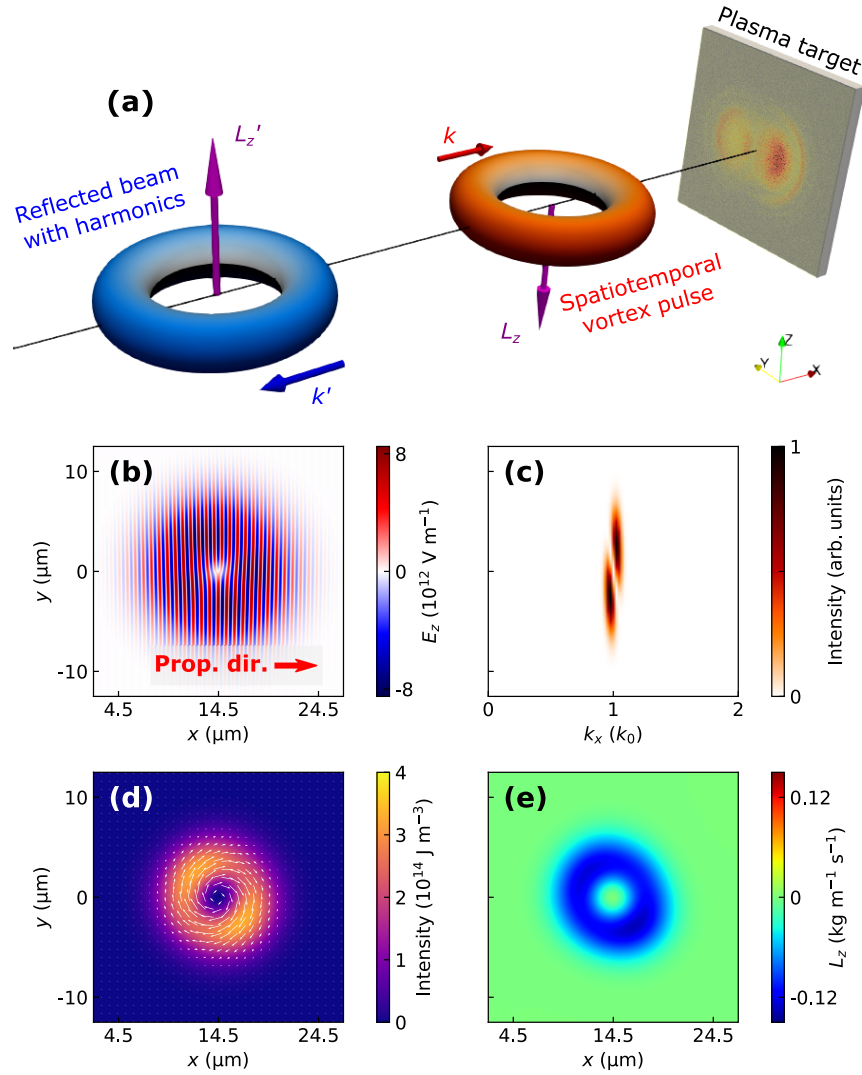 Plasma target
(a)
L_z'
k
Reflected beam
with harmonics
Spatiotemporal
vortex pulse
L_z
k'
Z
Y
X
(b)
10
0
-10
y (μm)
Prop. dir.
4.5 14.5 24.5
x (μm)
8
0
-8
E_z (10^12 V m^−1)
(c)
0 1 2
k_x (k_0)
1
0
Intensity (arb. units)
(d)
10
0
-10
y (μm)
4.5 14.5 24.5
x (μm)
4
3
2
1
0
Intensity (10^14 J m^−3)
(e)
4.5 14.5 24.5
x (μm)
0.12
0
-0.12
L_z (kg m^−1 s^−1)